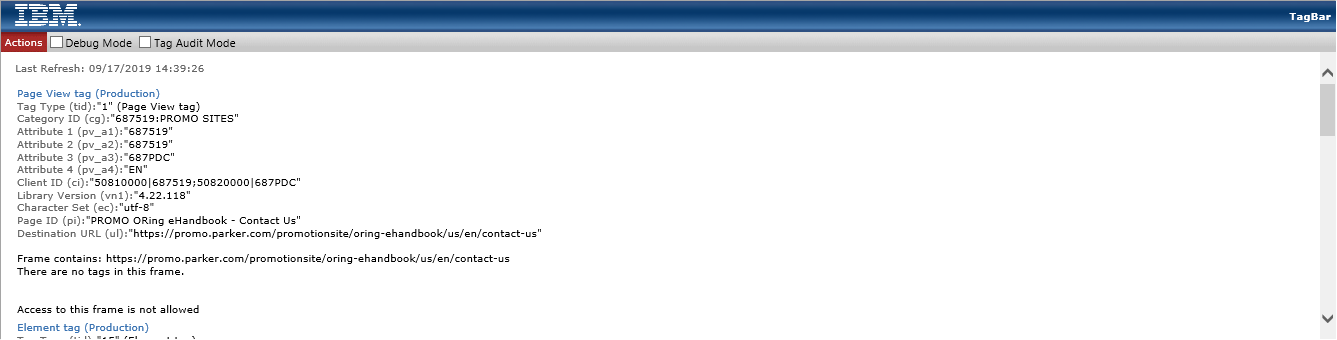 IBM.
TagBar
Actions Debug Mode Tag Audit Mode
Last Refresh: 09/17/2019 14:39:26
Page View tag (Production)
Tag Type (tid):"1" (Page View tag)
Category ID (cg):"687519:PROMO SITES"
Attribute 1 (pv_a1):"687519"
Attribute 2 (pv_a2):"687519"
Attribute 3 (pv_a3):"687PDC"
Attribute 4 (pv_a4):"EN"
Client ID (ci):"50810000|687519;50820000|687PDC"
Library Version (vn1):"4.22.118"
Character Set (ec):"utf-8"
Page ID (pi):"PROMO ORing eHandbook - Contact Us"
Destination URL (ul):"https://promo.parker.com/promotionsite/oring-ehandbook/us/en/contact-us"
Frame contains: https://promo.parker.com/promotionsite/oring-ehandbook/us/en/contact-us
There are no tags in this frame.
Access to this frame is not allowed
Element tag (Production)
Tag Type (tid):"15" (Element tag)